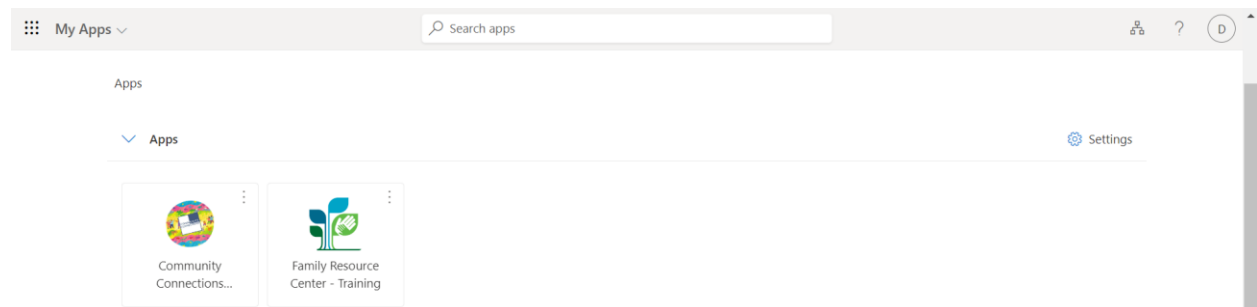 My Apps
Search apps
?
D
Apps
Apps
Settings
Community
Connections...
Family Resource
Center - Training